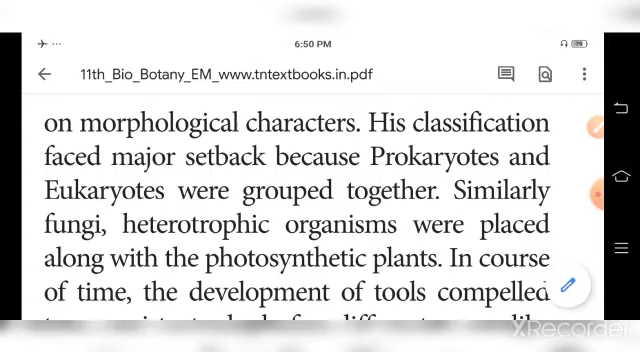 6:50 PM
11th_Bio_Botany_EM_www.tntextbooks.in.pdf
on morphological characters. His classification
faced major setback because Prokaryotes and
Eukaryotes were grouped together. Similarly
fungi, heterotrophic organisms were placed
along with the photosynthetic plants. In course
of time, the development of tools compelled
XRecorder